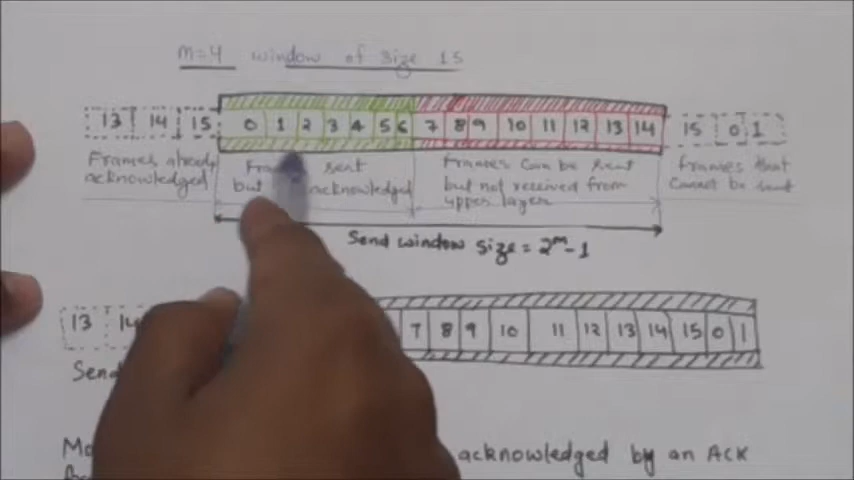 m=4 window of size 15
13 14 15 0 1 2 3 4 5 6 7 8 9 10 11 12 13 14 15 0 1
Frames already sent Frames can be sent frames that
acknowledged but acknowledged but not received from Cannot be sent
upper layer
Send window size = 2^m - 1
13 7 8 9 10 11 12 13 14 15 0 1
Send
acknowledged by an ACK